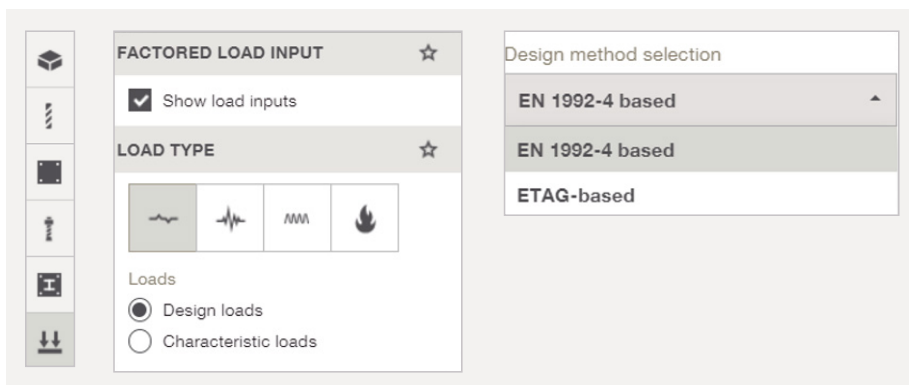 FACTORED LOAD INPUT
Show load inputs
LOAD TYPE
Loads
Design loads
Characteristic loads
Design method selection
EN 1992-4 based
EN 1992-4 based
ETAG-based